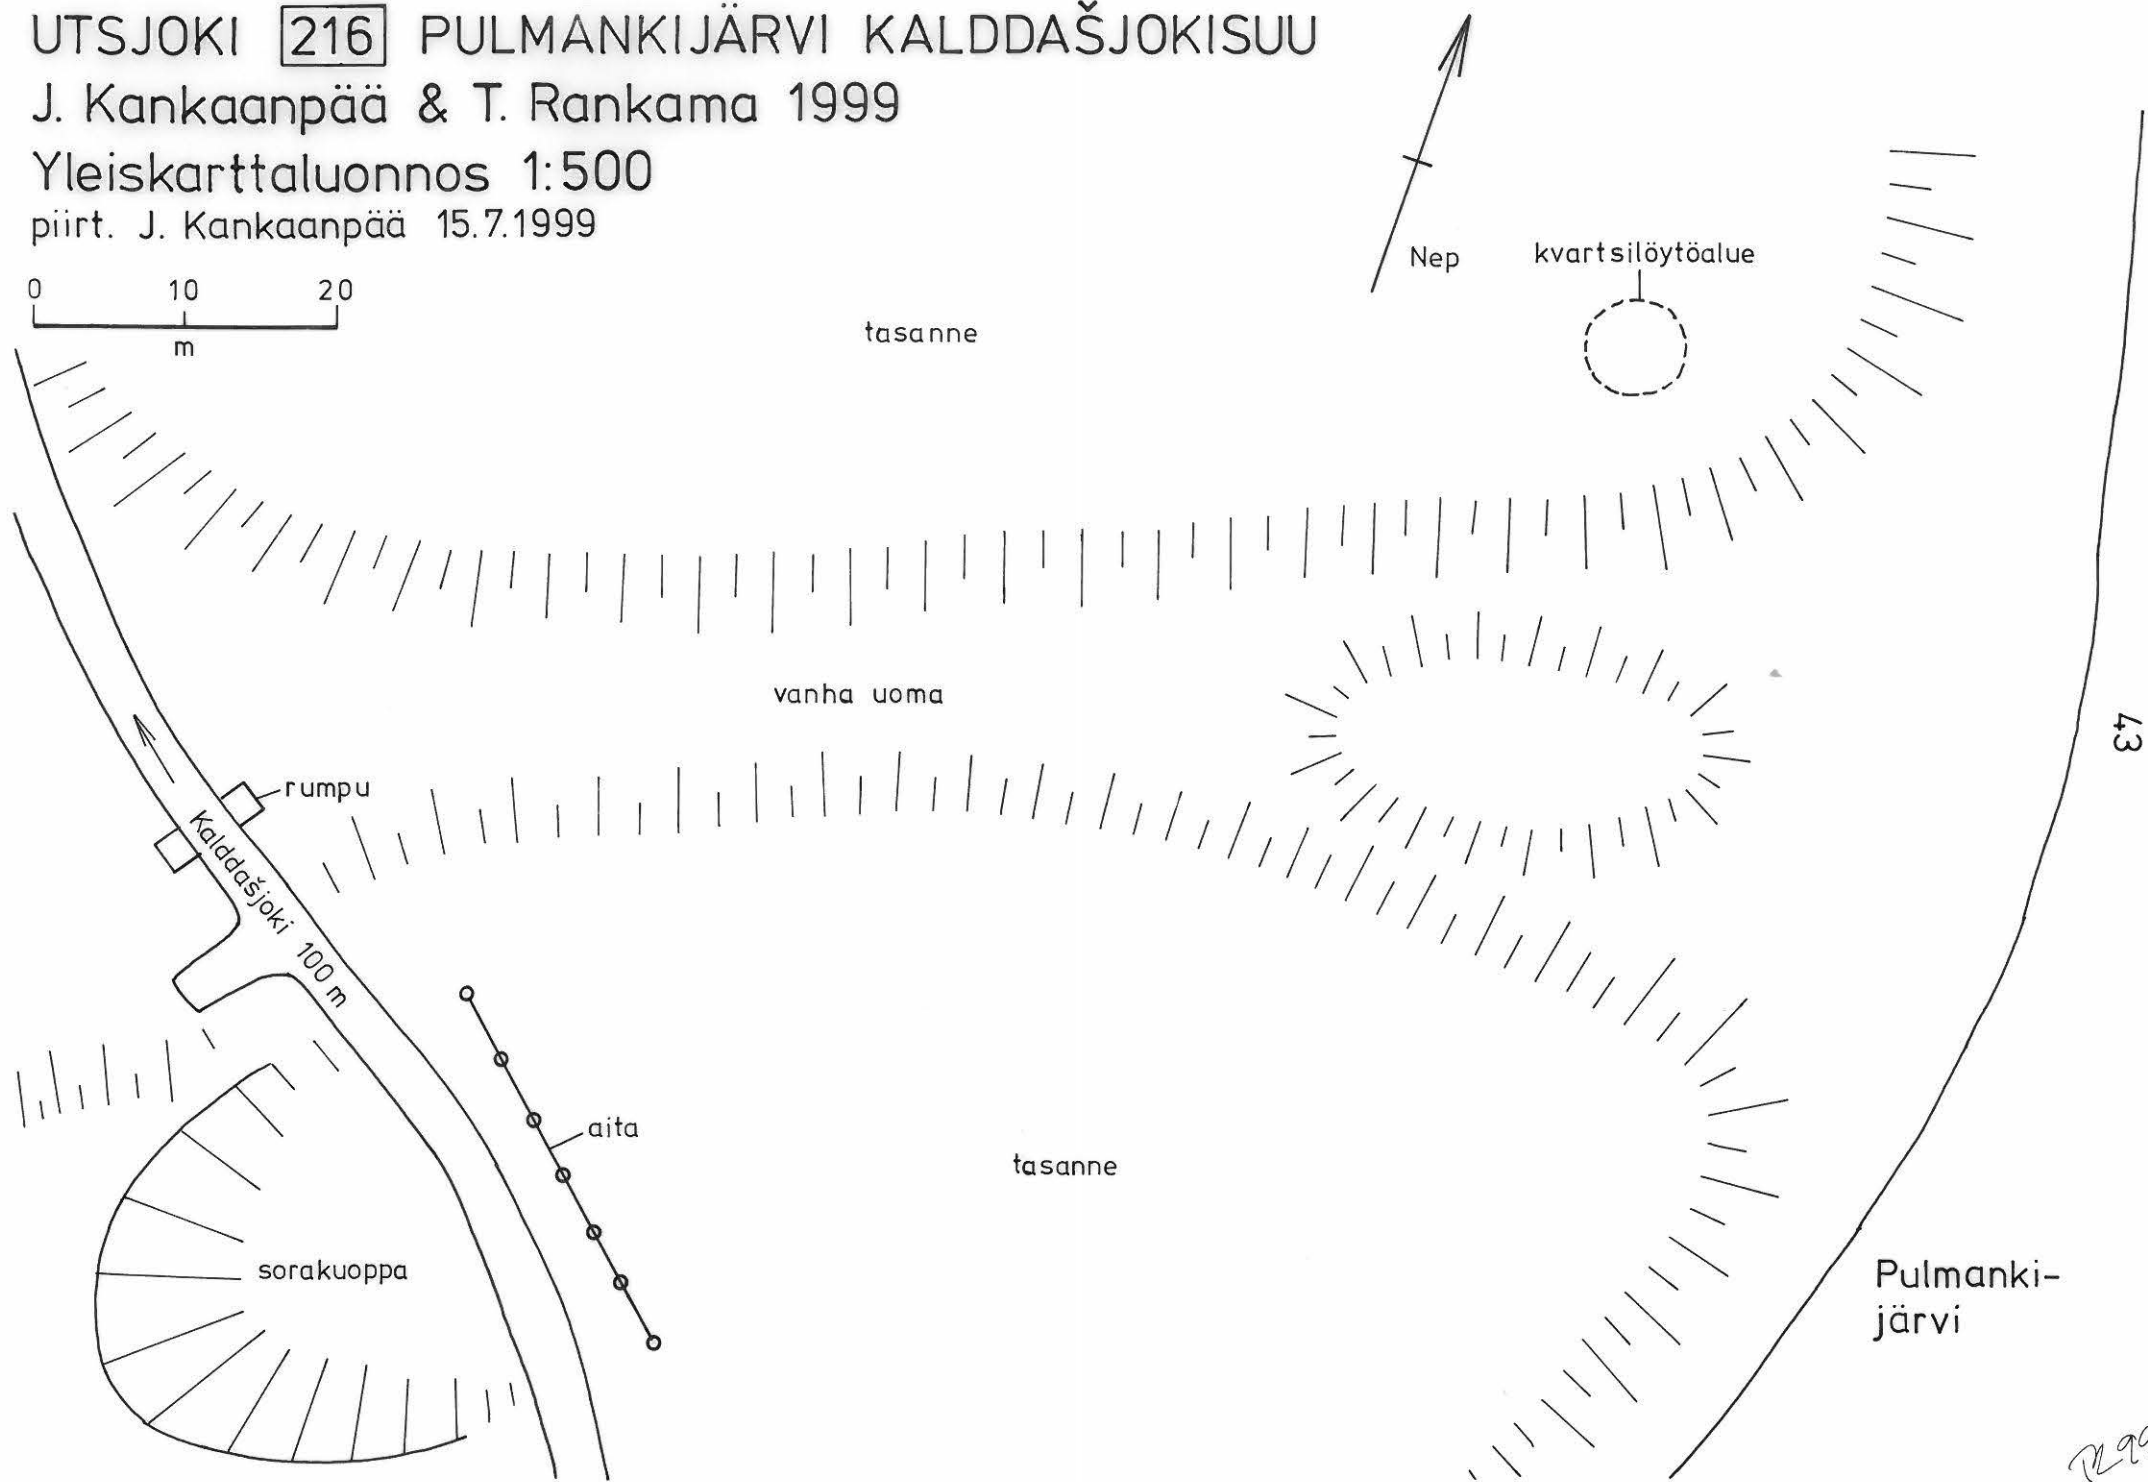 UTSJOKI 216 PULMANKIJÄRVI KALDDAŠJOKISUU
J. Kankaanpää & T. Rankama 1999
Yleiskarttaluonnos 1:500
piirt. J. Kankaanpää 15.7.1999
0 10 20
m
Nep
kvartsilöytöalue
tasanne
vanha uoma
43
rumpu
Kalddašjoki 100 m
aita
tasanne
sorakuoppa
Pulmanki-
järvi